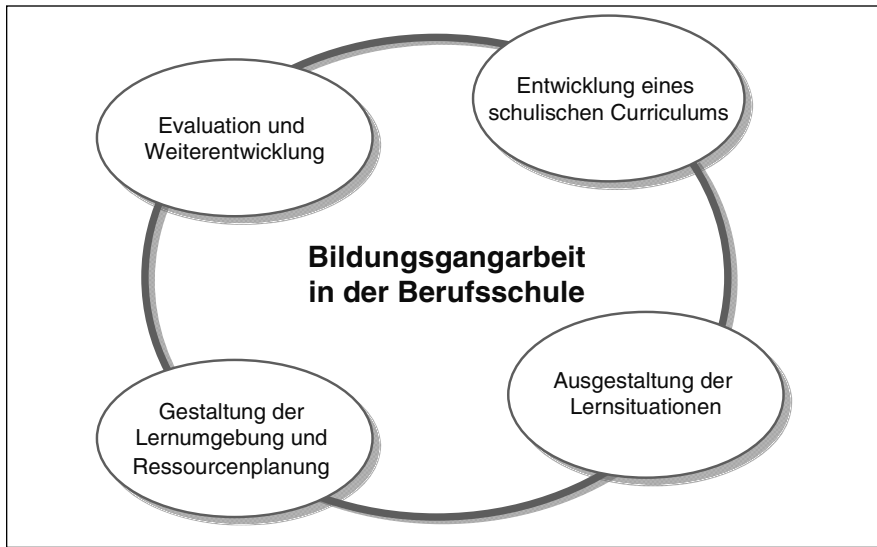 Evaluation und
Weiterentwicklung
Entwicklung eines
schulischen Curriculums
Bildungsgangarbeit
in der Berufsschule
Gestaltung der
Lernumgebung und
Ressourcenplanung
Ausgestaltung der
Lernsituationen